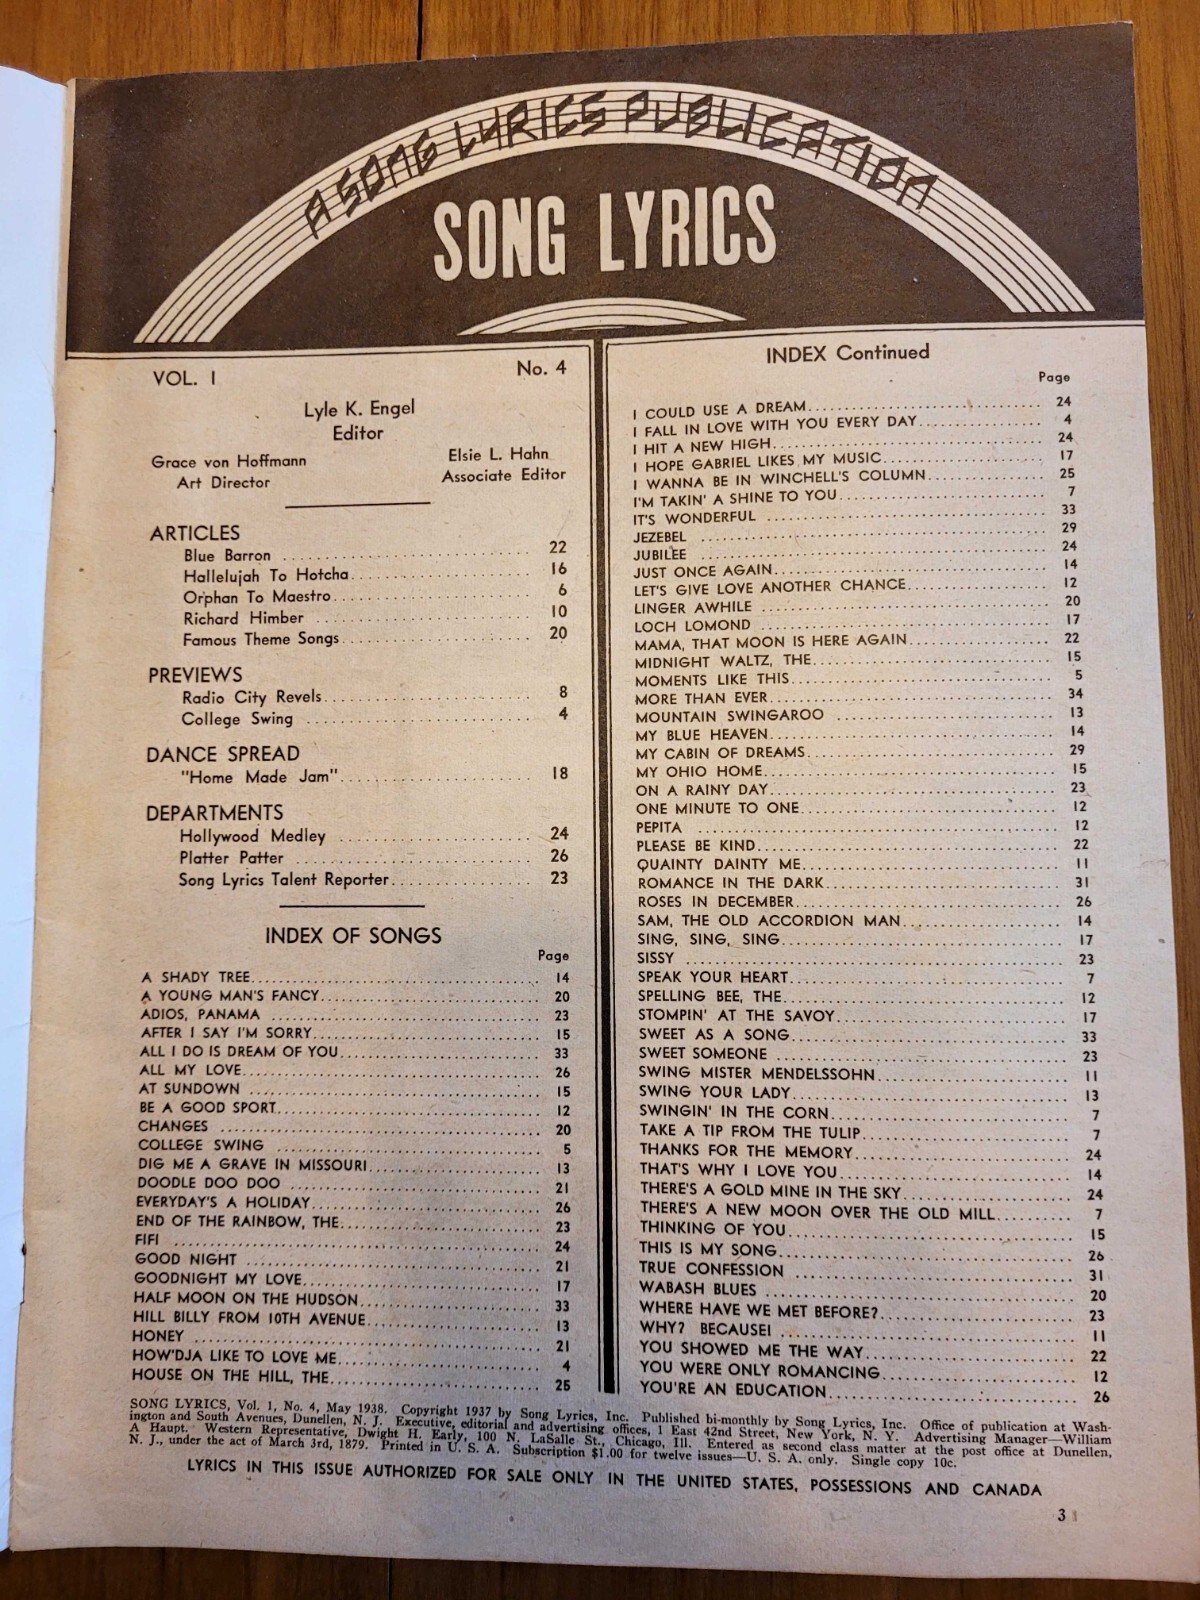 A SONG LYRICS PUBLICATION
SONG LYRICS
VOL. I No. 4
Lyle K. Engel
Editor
Grace von Hoffmann
Art Director
Elsie L. Hahn
Associate Editor
ARTICLES
Blue Barron 22
Hallelujah To Hotcha 16
Orphan To Maestro 6
Richard Himber 10
Famous Theme Songs 20
PREVIEWS
Radio City Revels 8
College Swing 4
DANCE SPREAD
"Home Made Jam" 18
DEPARTMENTS
Hollywood Medley 24
Platter Patter 26
Song Lyrics Talent Reporter 23
INDEX OF SONGS
Page
A SHADY TREE 14
A YOUNG MAN'S FANCY 20
ADIOS, PANAMA 23
AFTER I SAY I'M SORRY 15
ALL I DO IS DREAM OF YOU 33
ALL MY LOVE 26
AT SUNDOWN 15
BE A GOOD SPORT 12
CHANGES 20
COLLEGE SWING 5
DIG ME A GRAVE IN MISSOURI 13
DOODLE DOO DOO 21
EVERYDAY'S A HOLIDAY 26
END OF THE RAINBOW, THE 23
FIFI 24
GOOD NIGHT 21
GOODNIGHT MY LOVE 17
HALF MOON ON THE HUDSON 33
HILL BILLY FROM 10TH AVENUE 13
HONEY 21
HOW'DJA LIKE TO LOVE ME 4
HOUSE ON THE HILL, THE 25
INDEX Continued
Page
I COULD USE A DREAM 24
I FALL IN LOVE WITH YOU EVERY DAY 4
I HIT A NEW HIGH 24
I HOPE GABRIEL LIKES MY MUSIC 17
I WANNA BE IN WINCHELL'S COLUMN 25
I'M TAKIN' A SHINE TO YOU 7
IT'S WONDERFUL 33
JEZEBEL 29
JUBILEE 24
JUST ONCE AGAIN 14
LET'S GIVE LOVE ANOTHER CHANCE 12
LINGER AWHILE 20
LOCH LOMOND 17
MAMA, THAT MOON IS HERE AGAIN 22
MIDNIGHT WALTZ, THE 15
MOMENTS LIKE THIS 5
MORE THAN EVER 34
MOUNTAIN SWINGAROO 13
MY BLUE HEAVEN 14
MY CABIN OF DREAMS 29
MY OHIO HOME 15
ON A RAINY DAY 23
ONE MINUTE TO ONE 12
PEPITA 12
PLEASE BE KIND 22
QUAINTY DAINTY ME 11
ROMANCE IN THE DARK 31
ROSES IN DECEMBER 26
SAM, THE OLD ACCORDION MAN 14
SING, SING, SING 17
SISSY 23
SPEAK YOUR HEART 7
SPELLING BEE, THE 12
STOMPIN' AT THE SAVOY 17
SWEET AS A SONG 33
SWEET SOMEONE 23
SWING MISTER MENDELSSOHN 11
SWING YOUR LADY 13
SWINGIN' IN THE CORN 7
TAKE A TIP FROM THE TULIP 7
THANKS FOR THE MEMORY 24
THAT'S WHY I LOVE YOU 14
THERE'S A GOLD MINE IN THE SKY 24
THERE'S A NEW MOON OVER THE OLD MILL 7
THINKING OF YOU 15
THIS IS MY SONG 26
TRUE CONFESSION 31
WABASH BLUES 20
WHERE HAVE WE MET BEFORE? 23
WHY? BECAUSE! 11
YOU SHOWED ME THE WAY 22
YOU WERE ONLY ROMANCING 12
YOU'RE AN EDUCATION 26
SONG LYRICS, Vol. 1, No. 4, May 1938. Copyright 1937 by Song Lyrics, Inc. Published bi-monthly by Song Lyrics, Inc. Office of publication at Wash-
ington and South Avenues, Dunellen, N. J. Executive, editorial and advertising offices, 1 East 42nd Street, New York, N. Y. Advertising Manager—William
A Haupt. Western Representative, Dwight H. Early, 100 N. LaSalle St., Chicago, Ill. Entered as second class matter at the post office at Dunellen,
N. J., under the act of March 3rd, 1879. Printed in U. S. A. Subscription $1.00 for twelve issues—U. S. A. only. Single copy 10c.
LYRICS IN THIS ISSUE AUTHORIZED FOR SALE ONLY IN THE UNITED STATES, POSSESSIONS AND CANADA
3